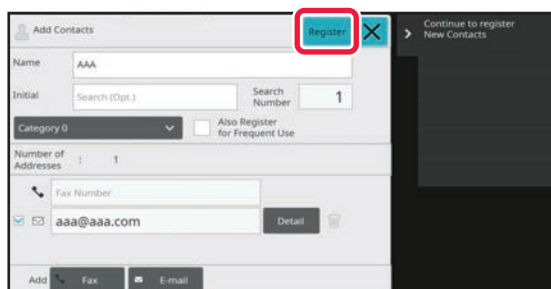 Add Contacts
Register
Continue to register
New Contacts
Name
AAA
Initial
Search (Opt.)
Search
Number
1
Category 0
Also Register
for Frequent Use
Number of
Addresses
:
1
Fax Number
aaa@aaa.com
Detail
Add
Fax
E-mail